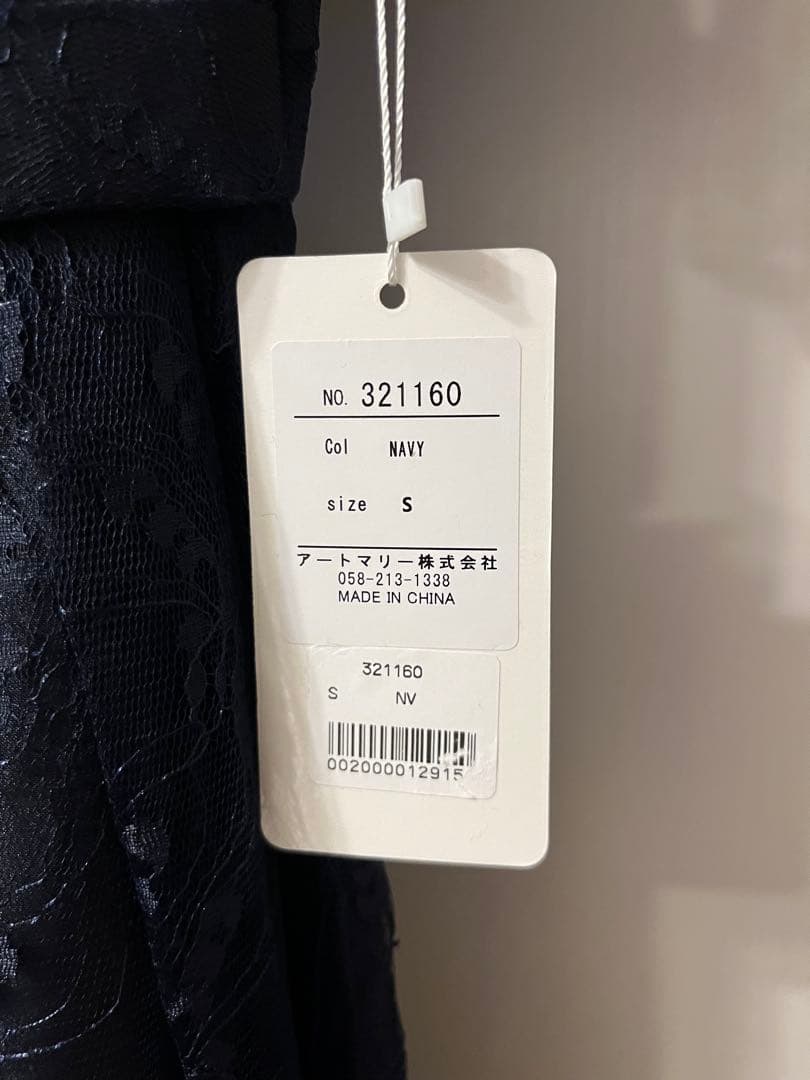 NO. 321160
Col NAVY
size S
アートマリー株式会社
058-213-1338
MADE IN CHINA
321160
S NV
002000012915